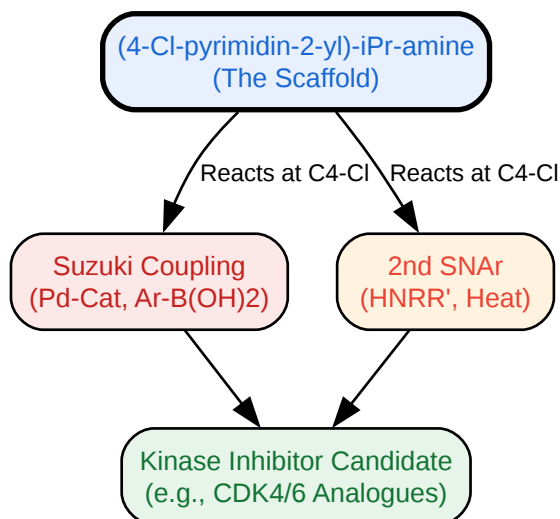 (4-Cl-pyrimidin-2-yl)-iPr-amine
(The Scaffold)
Reacts at C4-Cl
Reacts at C4-Cl
Suzuki Coupling
(Pd-Cat, Ar-B(OH)2)
2nd SNAr
(HNRR', Heat)
Kinase Inhibitor Candidate
(e.g., CDK4/6 Analogues)